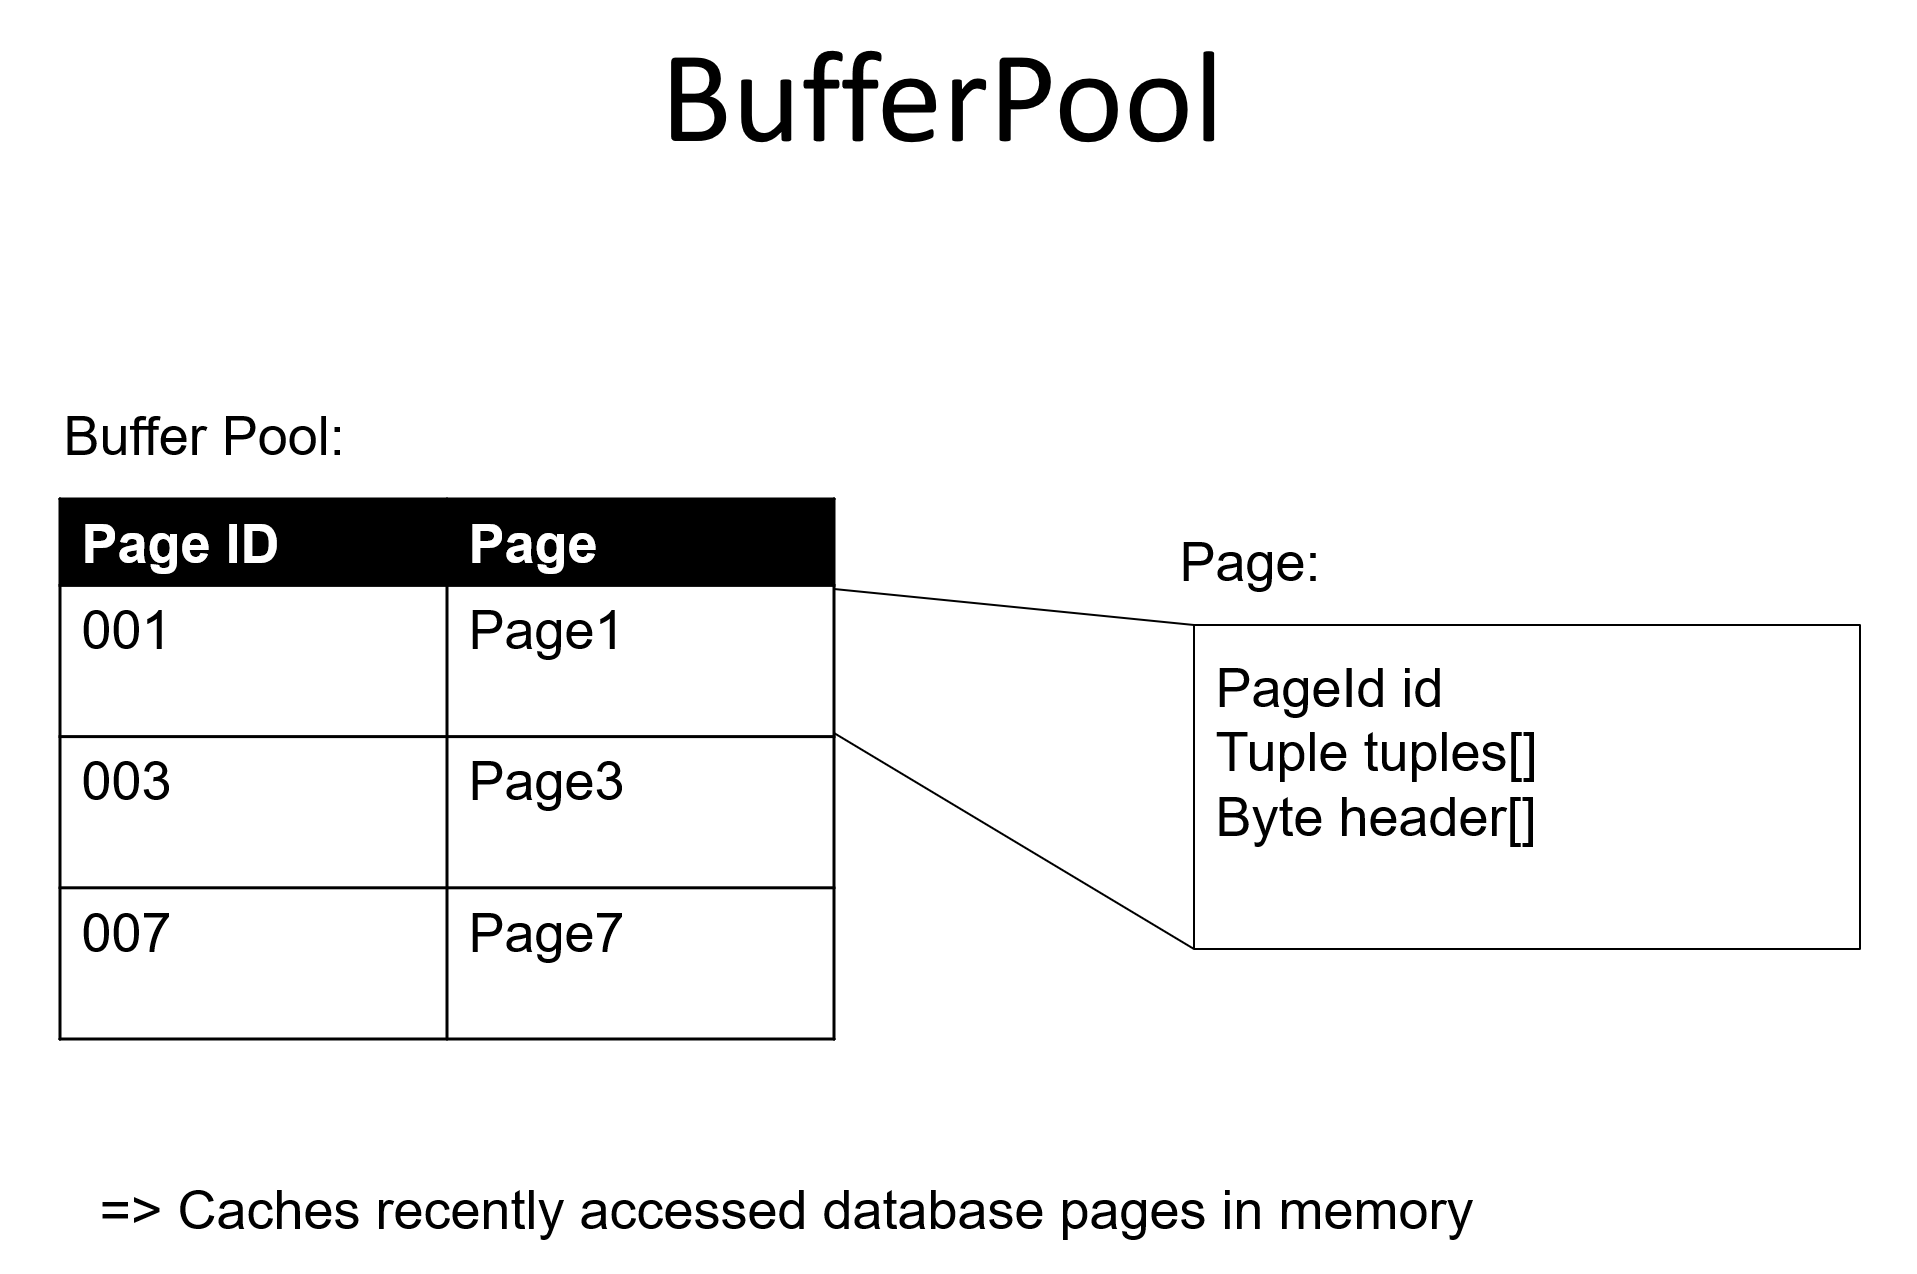 BufferPool
Buffer Pool:
Page ID Page
001 Page1
003 Page3
007 Page7
Page:
PageId id
Tuple tuples[]
Byte header[]
=> Caches recently accessed database pages in memory